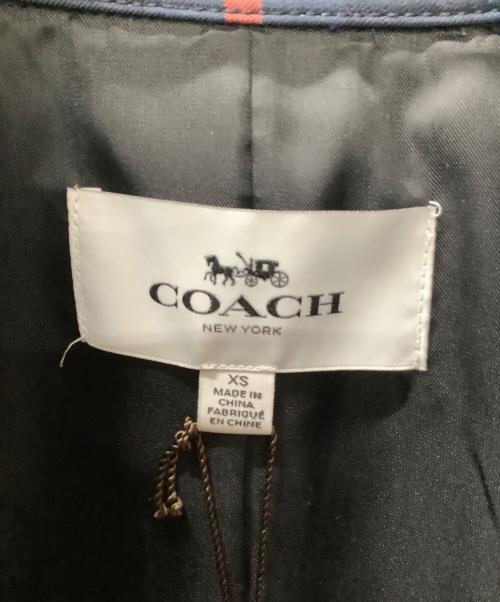 COACH
NEW YORK
XS
MADE IN
CHINA
FABRIQUÉ
EN CHINE